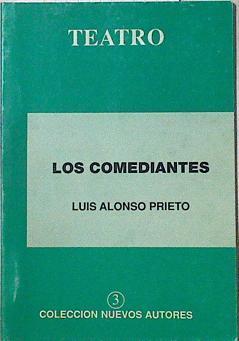 TEATRO
LOS COMEDIANTES
LUIS ALONSO PRIETO
3
COLECCION NUEVOS AUTORES